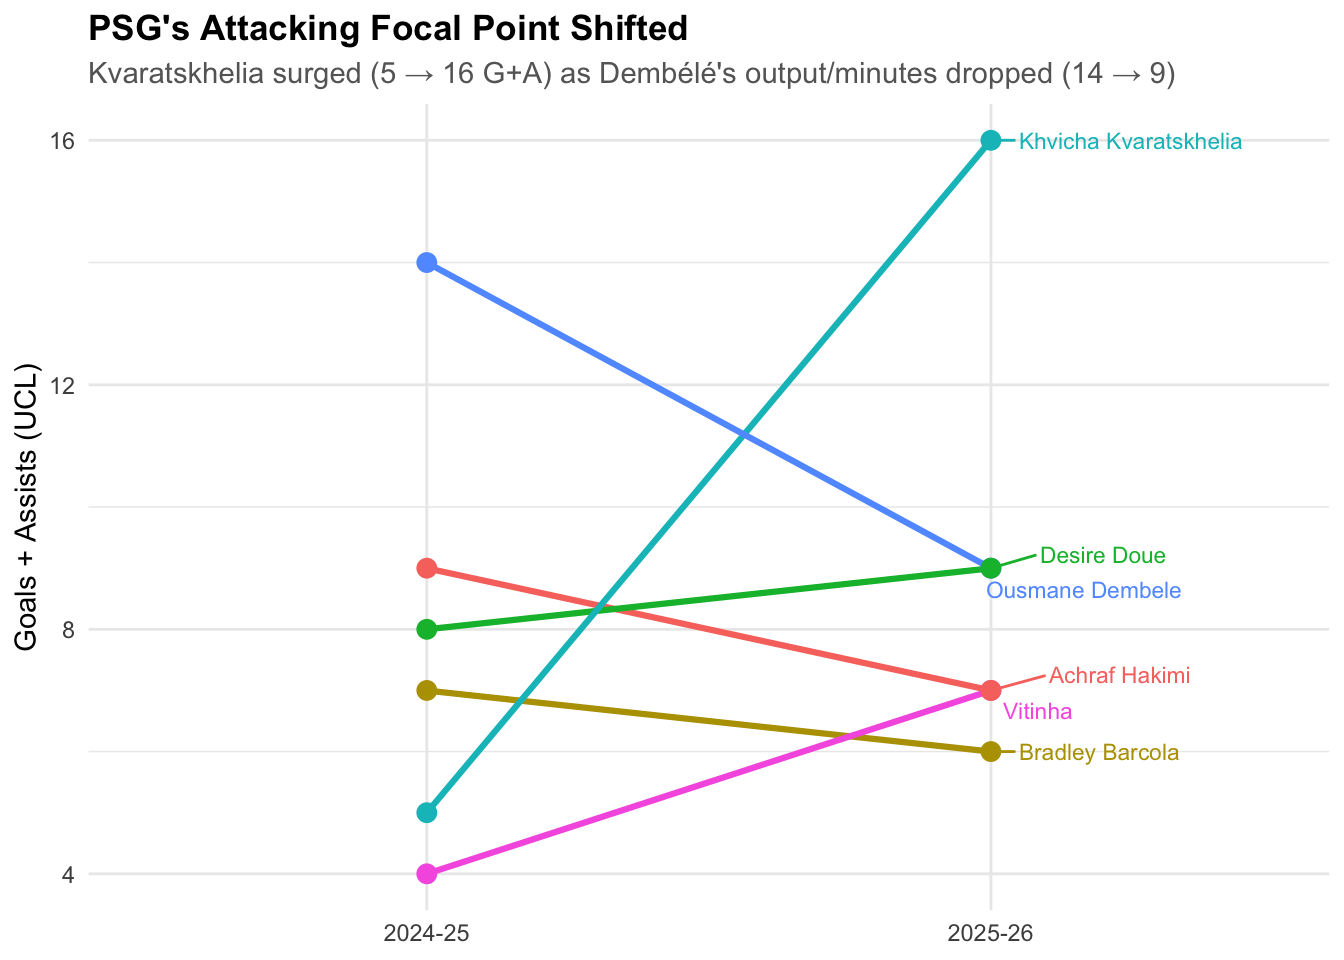 PSG's Attacking Focal Point Shifted
Kvaratskhelia surged (5 → 16 G+A) as Dembélé's output/minutes dropped (14 → 9)
Goals + Assists (UCL)
16
12
8
4
Khvicha Kvaratskhelia
Desire Doue
Ousmane Dembele
Achraf Hakimi
Vitinha
Bradley Barcola
2024-25
2025-26